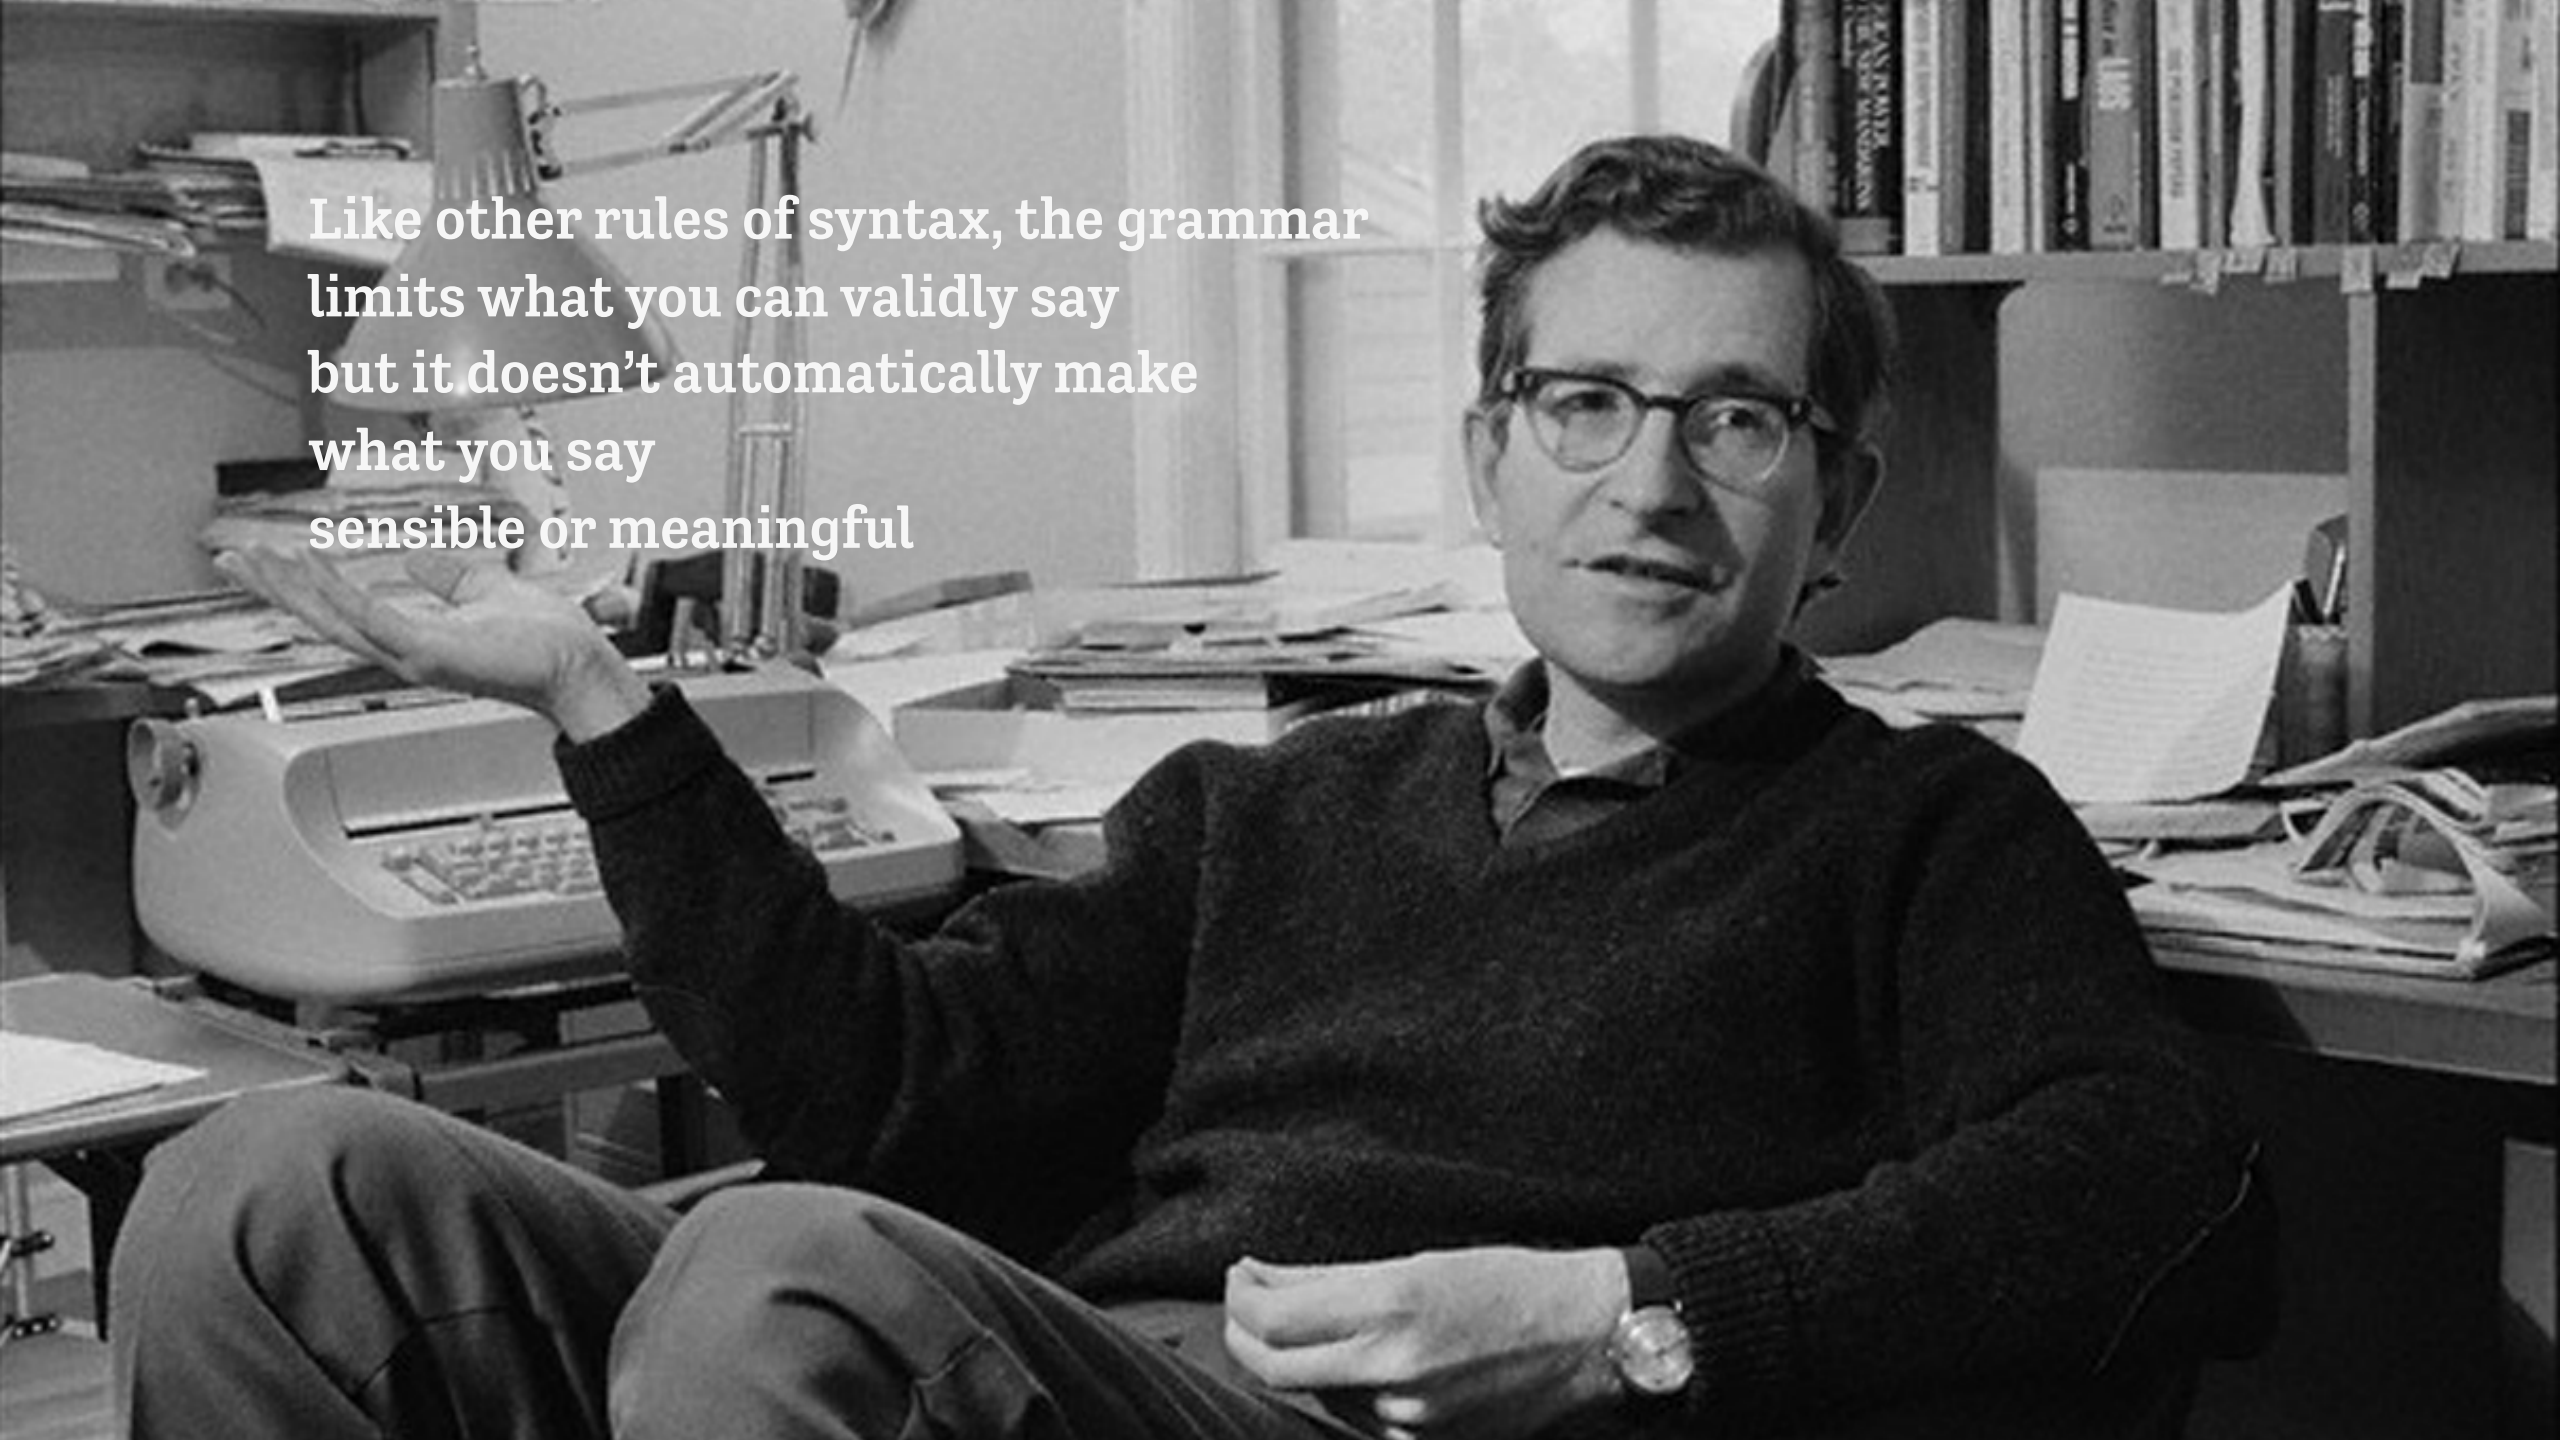 Like other rules of syntax, the grammar
limits what you can validly say
but it doesn’t automatically make
what you say
sensible or meaningful